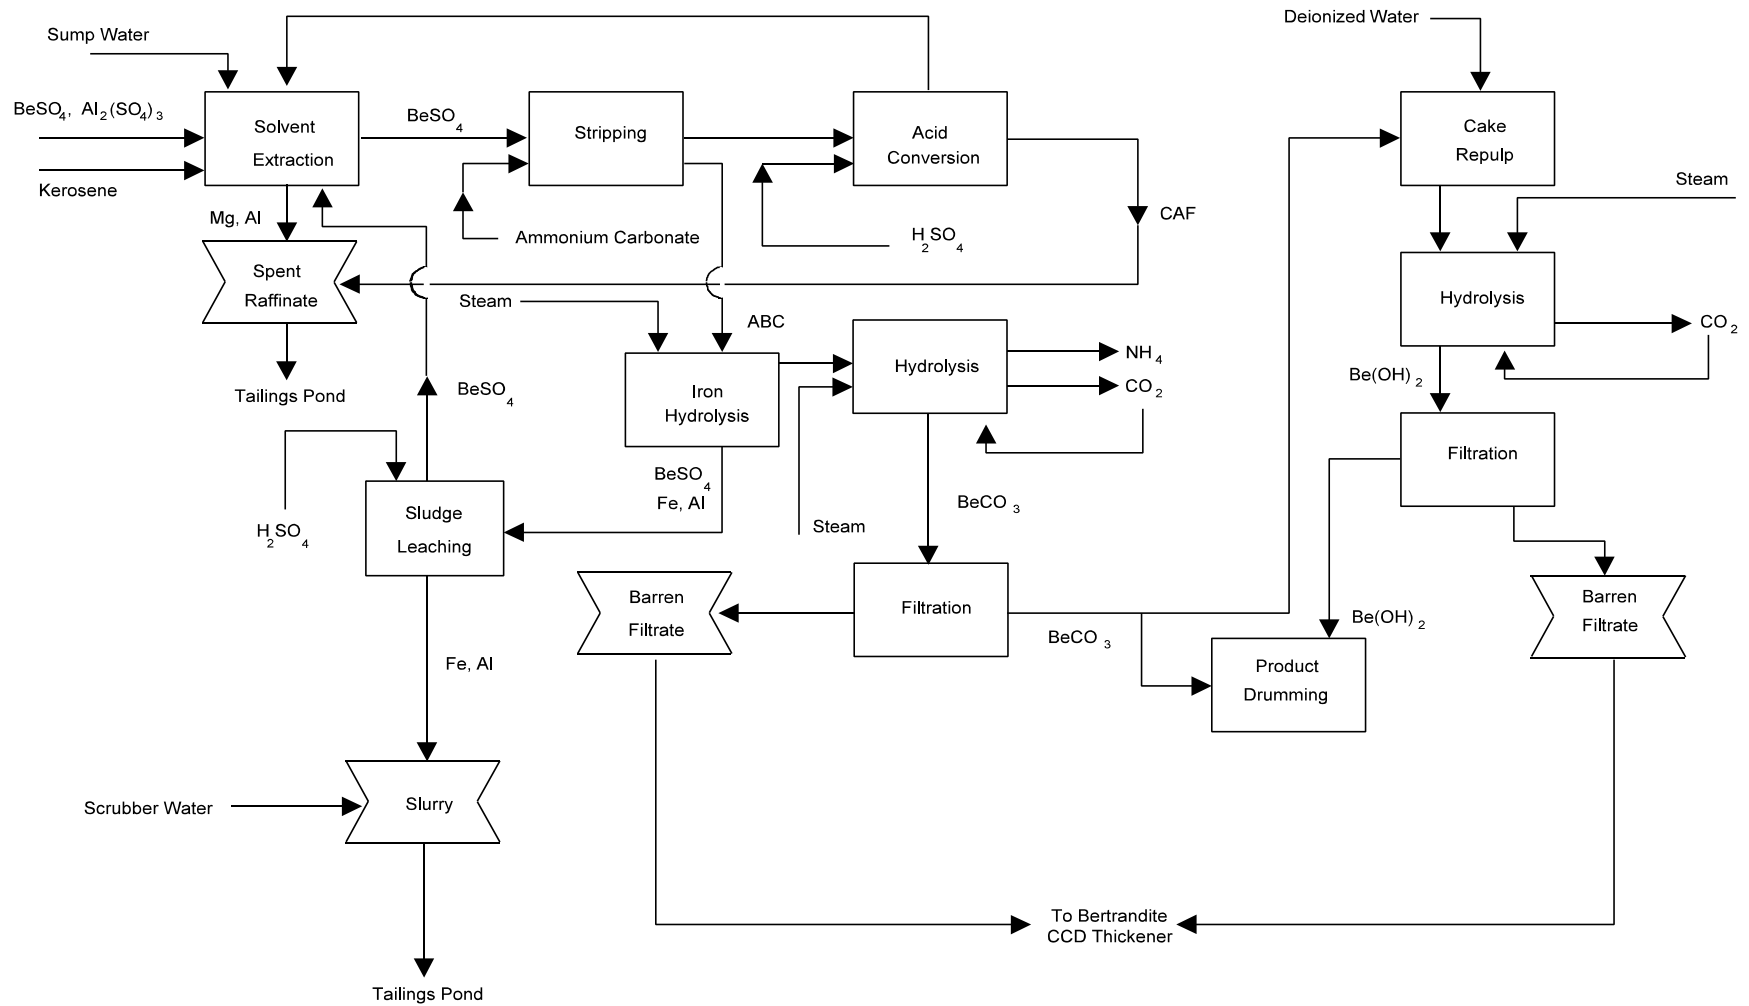 Deionized Water
Sump Water
BeSO4, Al2(SO4)3
Kerosene
Solvent
Extraction
BeSO4
Stripping
Ammonium Carbonate
Acid
Conversion
H2SO4
CAF
Cake
Repulp
Steam
Mg, Al
Spent
Raffinate
Tailings Pond
Steam
ABC
Iron
Hydrolysis
Hydrolysis
NH4
CO2
Hydrolysis
CO2
Be(OH)2
BeSO4
H2SO4
Sludge
Leaching
BeSO4
Fe, Al
Steam
BeCO3
Filtration
Filtration
BeCO3
Barren
Filtrate
Be(OH)2
Barren
Filtrate
Product
Drumming
Fe, Al
Scrubber Water
Slurry
To Bertrandite
CCD Thickener
Tailings Pond